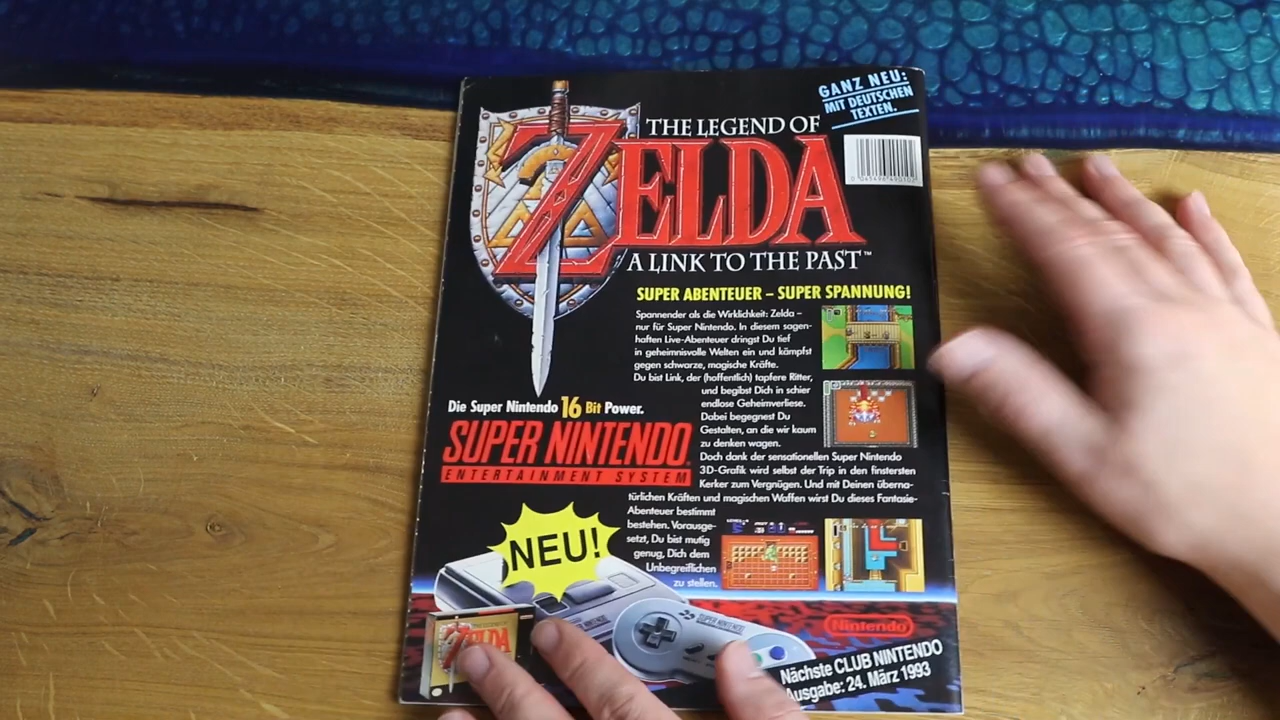 GANZ NEU:
MIT DEUTSCHEN
TEXTEN.
THE LEGEND OF
ZELDA
A LINK TO THE PAST™
SUPER ABENTEUER – SUPER SPANNUNG!
Spannender als die Wirklichkeit: Zelda –
nur für Super Nintendo. In diesem sagen-
haften Live-Abenteuer dringst Du tief
in geheimnisvolle Welten ein und kämpfst
gegen schwarze, magische Kräfte.
Du bist Link, der (hoffentlich) tapfere Ritter,
und begibst Dich in schier
endlose Geheimverliese.
Dabei begegnest Du
Gestalten, an die wir kaum
zu denken wagen.
Doch dank der sensationellen Super Nintendo
3D-Grafik wird selbst der Trip in den finstersten
Kerker zum Vergnügen. Und mit Deinen überna-
türlichen Kräften und magischen Waffen wirst Du dieses Fantasie-
Abenteuer bestimmt
bestehen. Vorausge-
setzt, Du bist mutig
genug, Dich dem
Unbegreiflichen
zu stellen.
Die Super Nintendo 16 Bit Power.
SUPER NINTENDO
ENTERTAINMENT SYSTEM
NEU!
ZELDA
SUPER NINTENDO
Nintendo
Nächste CLUB NINTENDO
Ausgabe: 24. März 1993